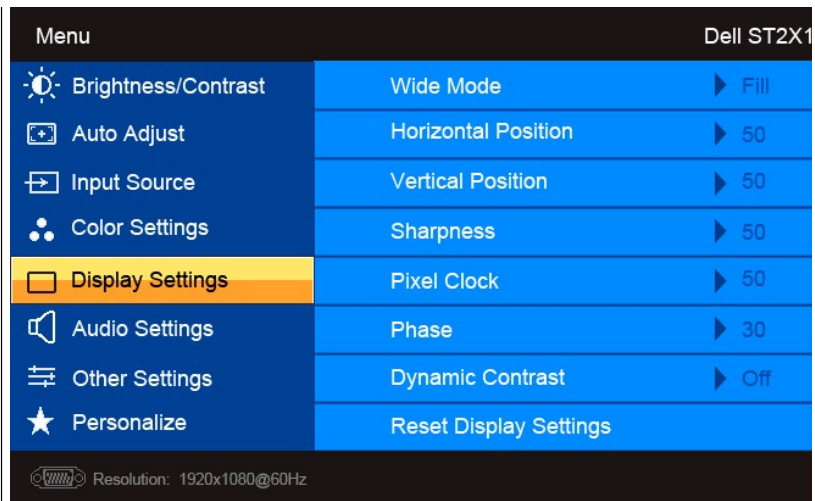 Menu Dell ST2X1
Brightness/Contrast Wide Mode Fill
Auto Adjust Horizontal Position 50
Input Source Vertical Position 50
Color Settings Sharpness 50
Display Settings Pixel Clock 50
Audio Settings Phase 30
Other Settings Dynamic Contrast Off
Personalize Reset Display Settings
Resolution: 1920x1080@60Hz